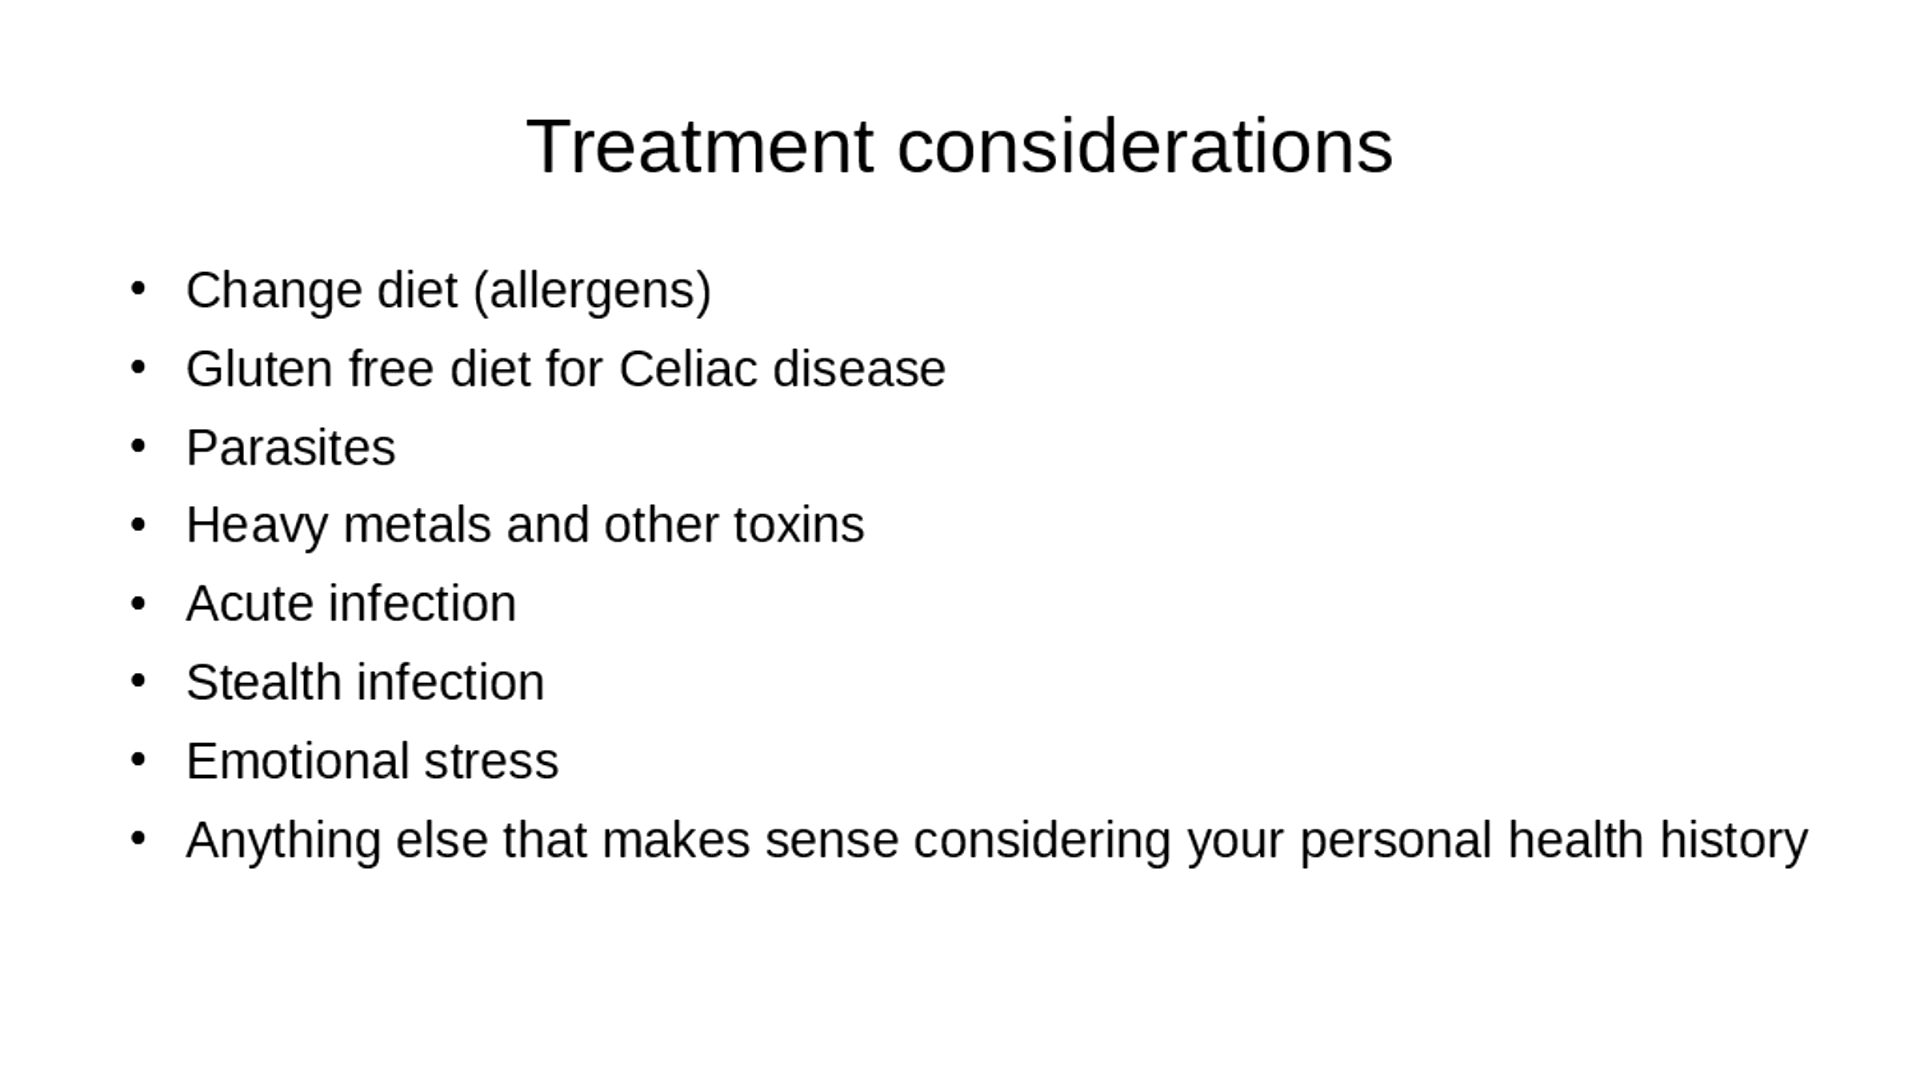 Treatment considerations
• Change diet (allergens)
• Gluten free diet for Celiac disease
• Parasites
• Heavy metals and other toxins
• Acute infection
• Stealth infection
• Emotional stress
• Anything else that makes sense considering your personal health history